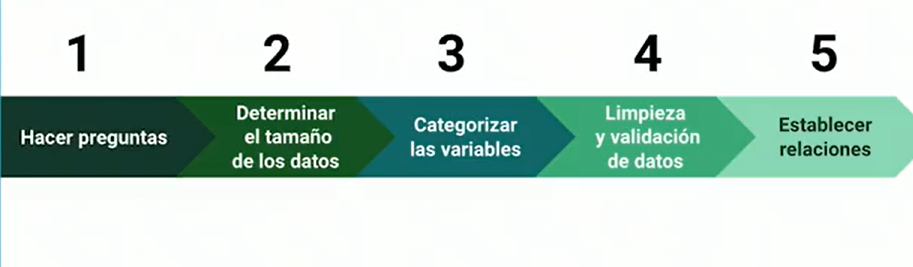 1
2
3
4
5
Hacer preguntas
Determinar
el tamaño
de los datos
Categorizar
las variables
Limpieza
y validación
de datos
Establecer
relaciones